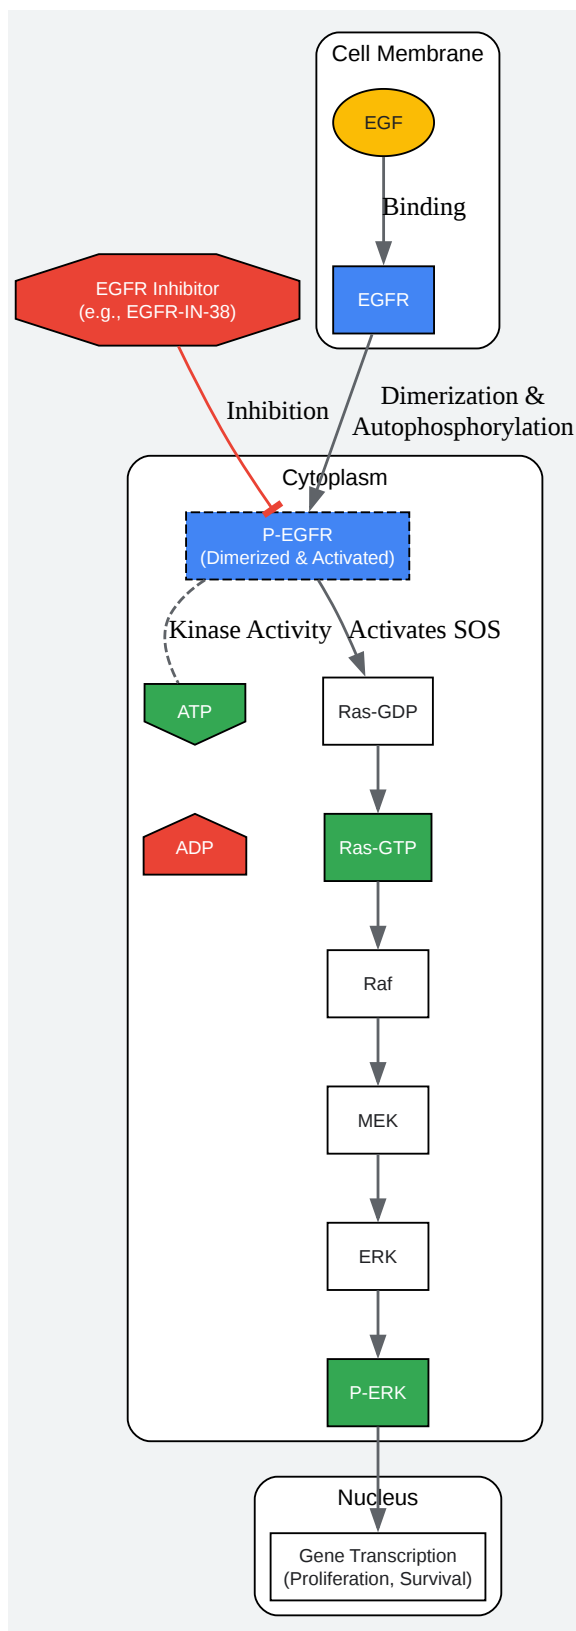 Cell Membrane
EGF
Binding
EGFR Inhibitor
(e.g., EGFR-IN-38)
EGFR
Inhibition
Dimerization &
Autophosphorylation
Cytoplasm
P-EGFR
(Dimerized & Activated)
Kinase Activity
Activates SOS
ATP
Ras-GDP
ADP
Ras-GTP
Raf
MEK
ERK
P-ERK
Nucleus
Gene Transcription
(Proliferation, Survival)